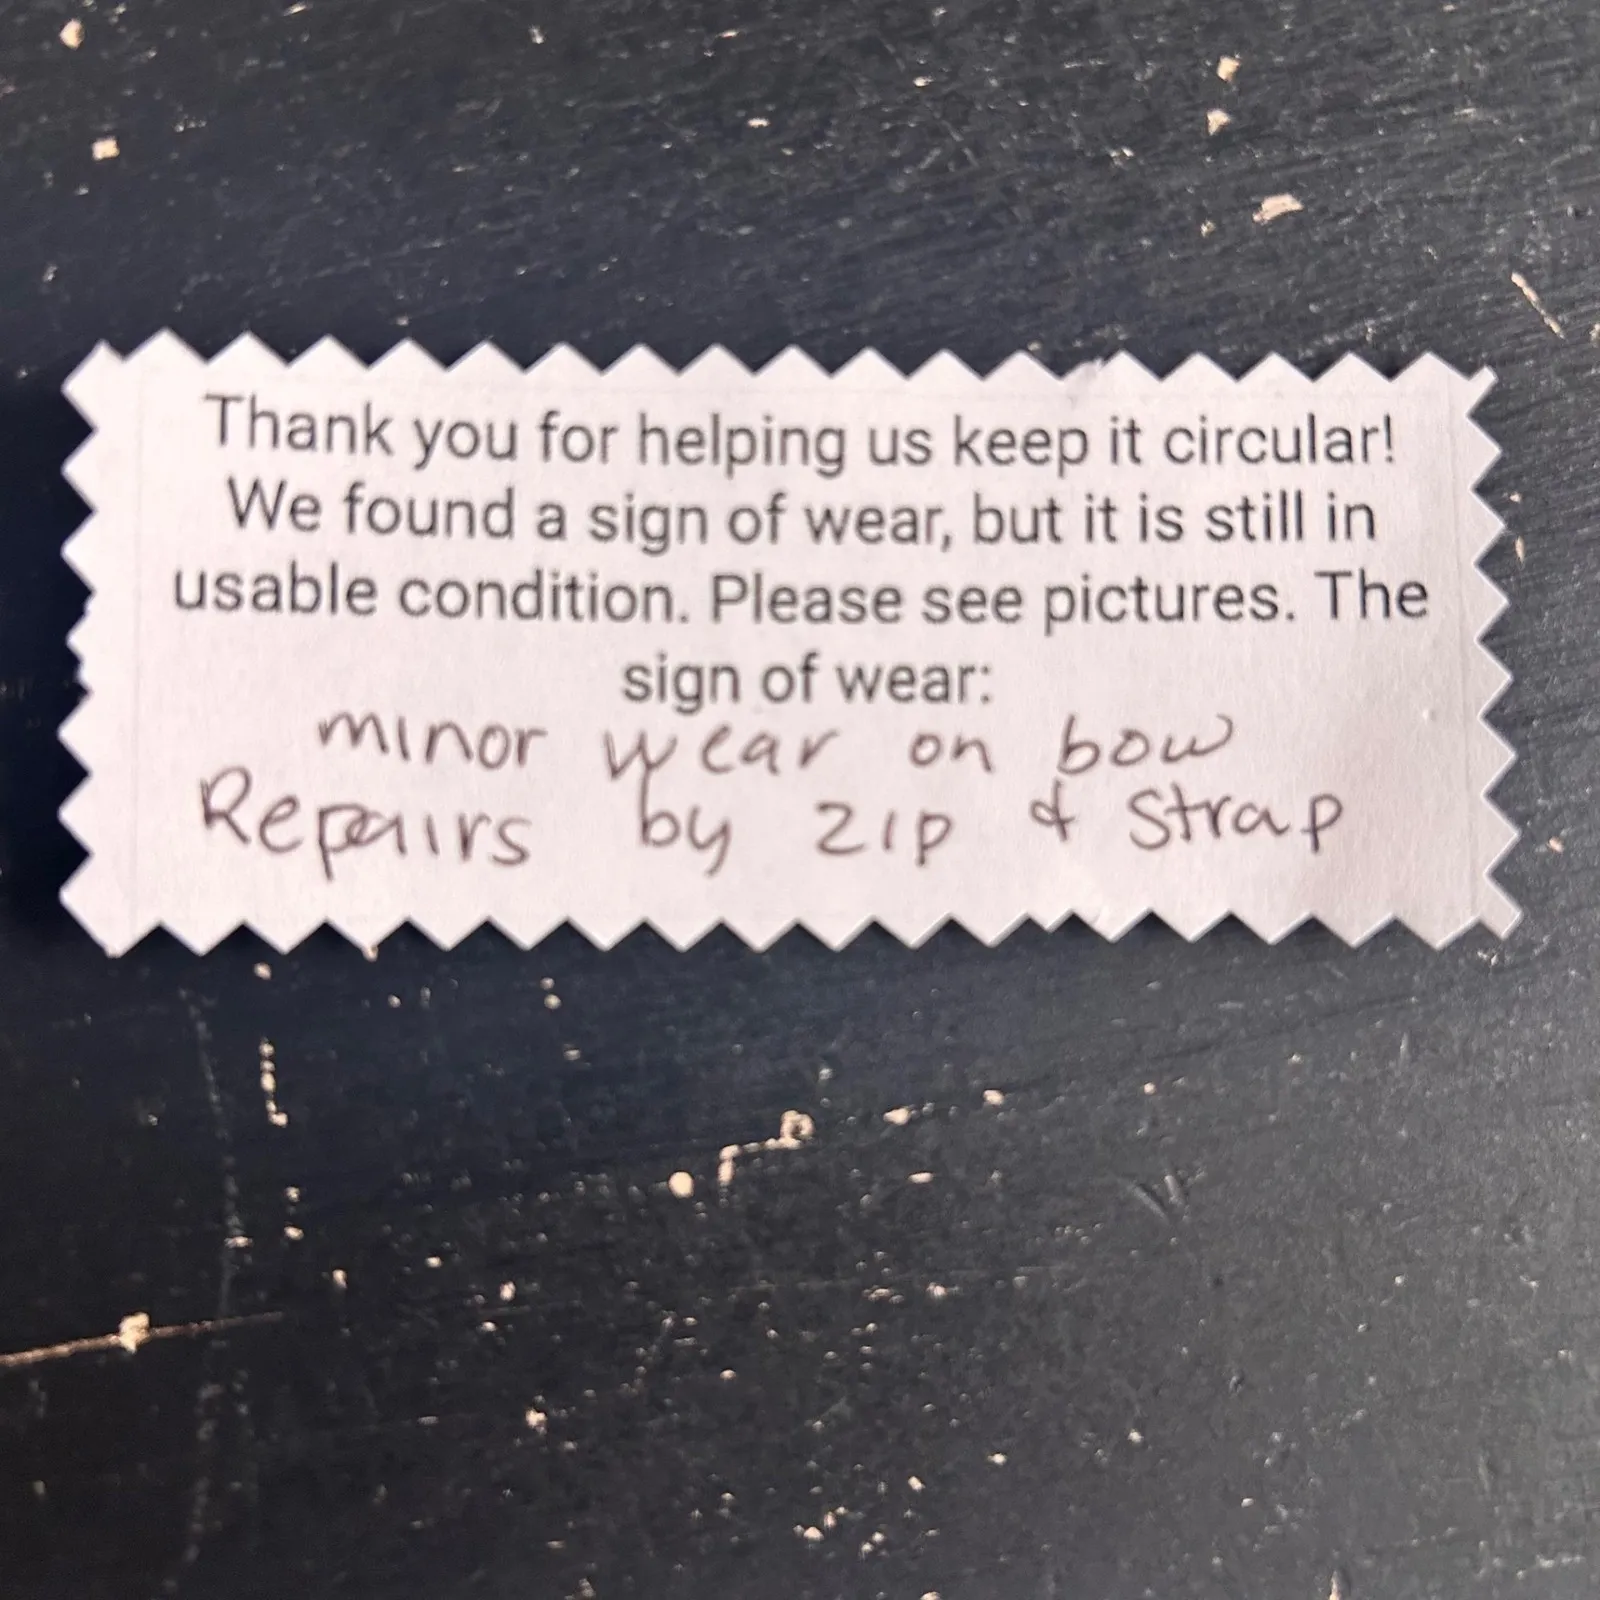 Thank you for helping us keep it circular!
We found a sign of wear, but it is still in
usable condition. Please see pictures. The
sign of wear:
minor wear on bow
Repairs by zip & strap